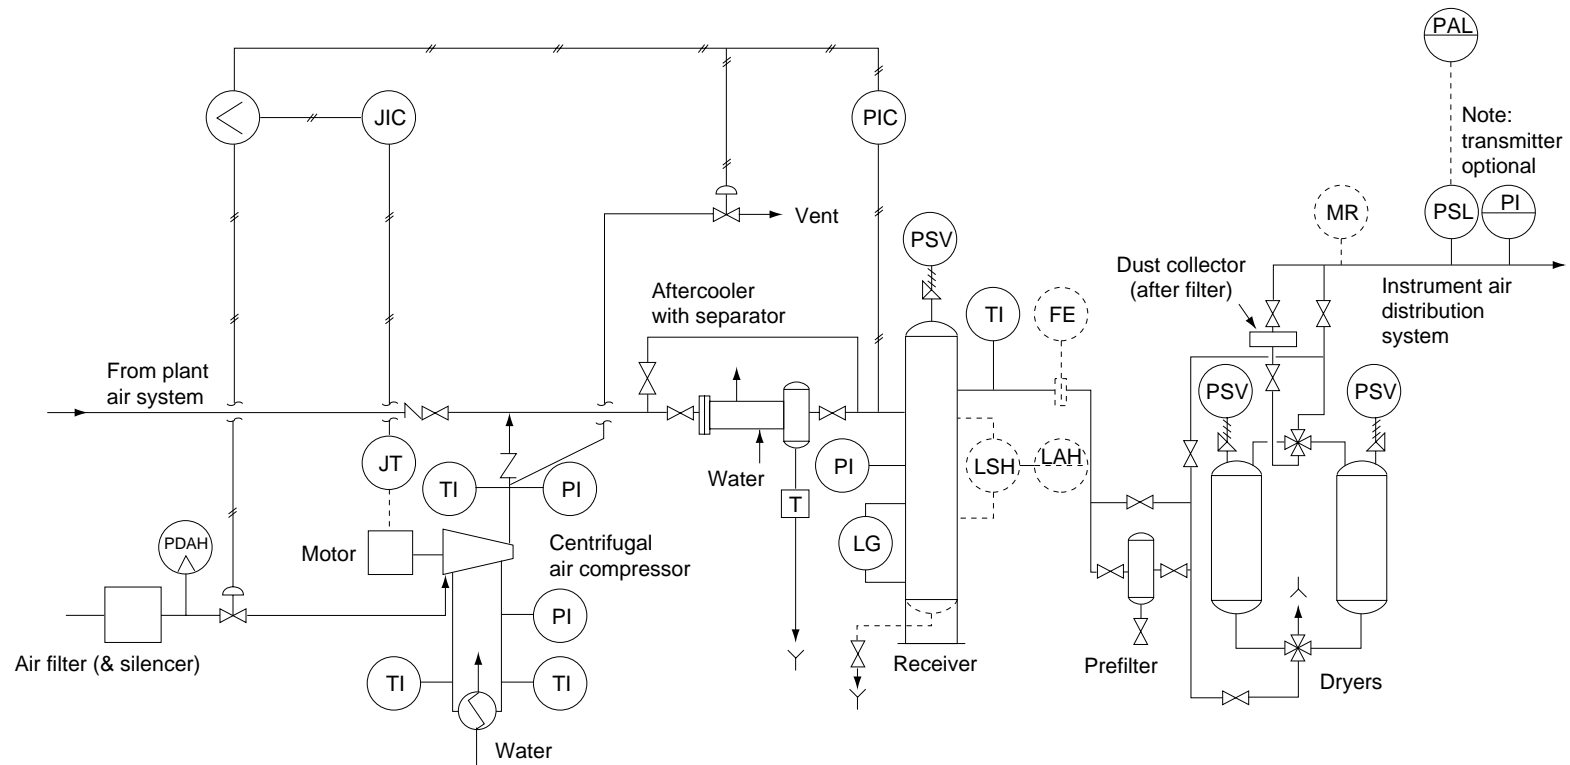 PAL
JIC
PIC
Note:
transmitter
optional
MR
PSL
PI
Vent
PSV
Dust collector
(after filter)
Instrument air
distribution
system
Aftercooler
with separator
TI
FE
From plant
air system
PSV
PSV
JT
TI
PI
Water
PI
LSH
LAH
T
PDAH
Motor
Centrifugal
air compressor
LG
PI
Air filter (& silencer)
TI
TI
Receiver
Prefilter
Dryers
Water